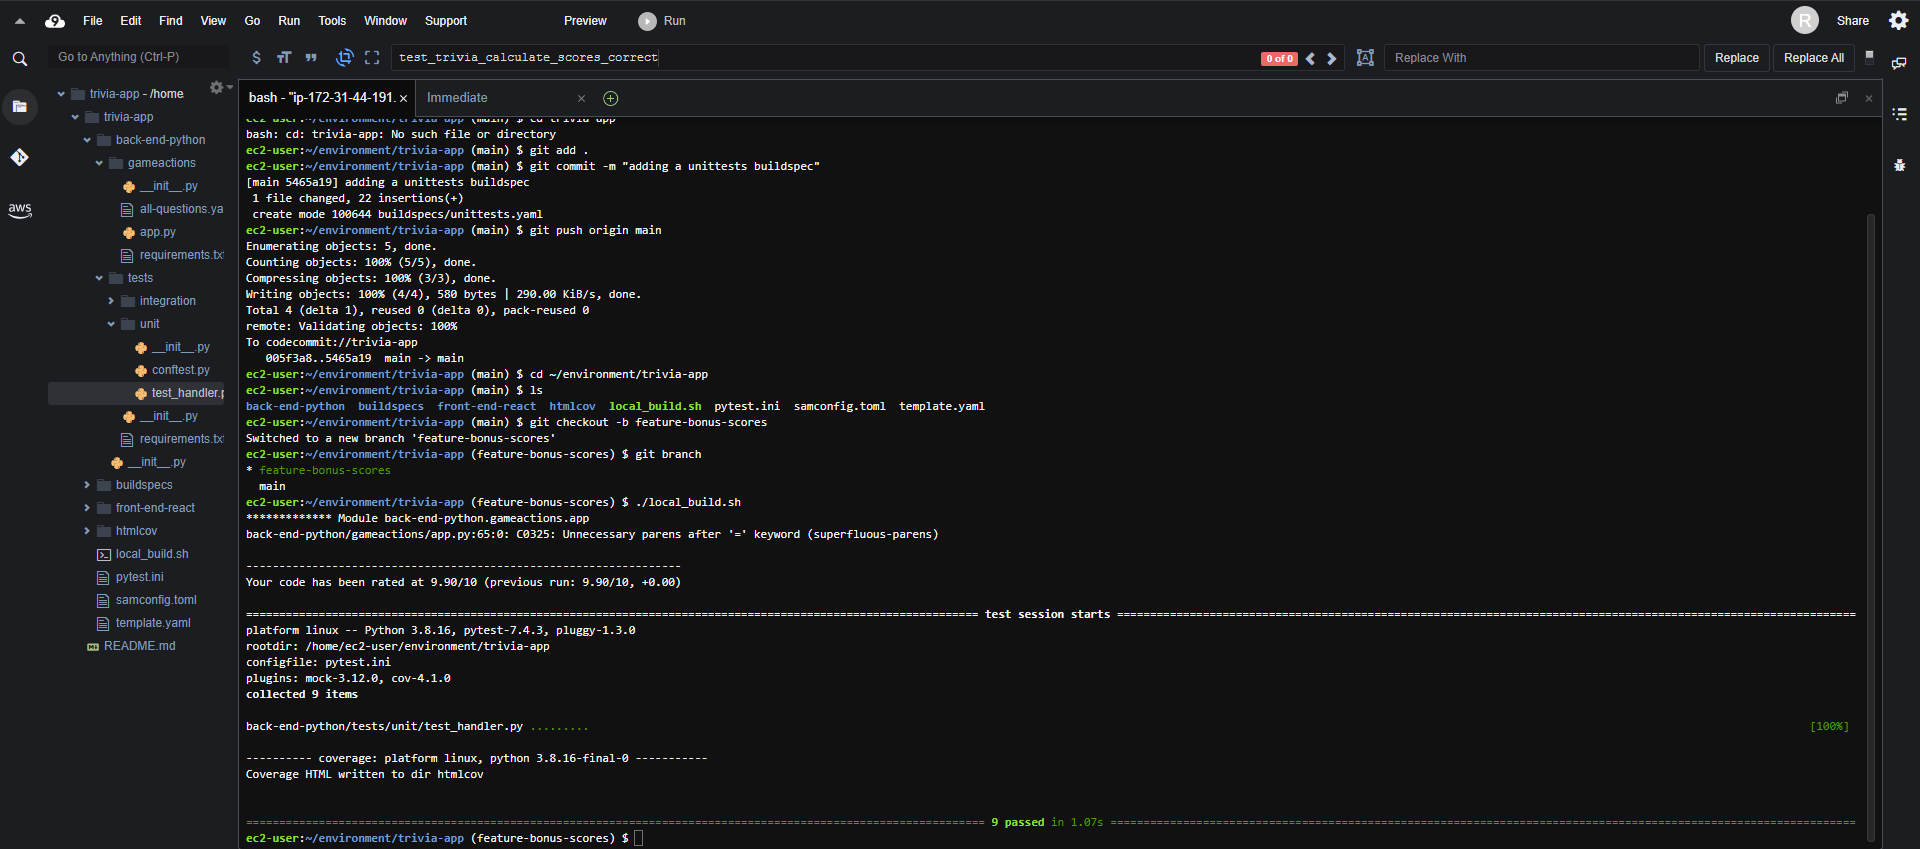 File Edit Find View Go Run Tools Window Support Preview Run R Share
Go to Anything (Ctrl-P)
test_trivia_calculate_scores_correct
0 of 0
Replace With
Replace
Replace All
aws
trivia-app - /home
trivia-app
back-end-python
gameactions
__init__.py
all-questions.ya
app.py
requirements.txt
tests
integration
unit
__init__.py
conftest.py
test_handler.p
__init__.py
requirements.txt
__init__.py
buildspecs
front-end-react
htmlcov
local_build.sh
pytest.ini
samconfig.toml
template.yaml
README.md
bash - "ip-172-31-44-191.
Immediate
ec2-user:~/environment/trivia-app (main) $ cd trivia-app
bash: cd: trivia-app: No such file or directory
ec2-user:~/environment/trivia-app (main) $ git add .
ec2-user:~/environment/trivia-app (main) $ git commit -m "adding a unittests buildspec"
[main 5465a19] adding a unittests buildspec
1 file changed, 22 insertions(+)
create mode 100644 buildspecs/unittests.yaml
ec2-user:~/environment/trivia-app (main) $ git push origin main
Enumerating objects: 5, done.
Counting objects: 100% (5/5), done.
Compressing objects: 100% (3/3), done.
Writing objects: 100% (4/4), 580 bytes | 290.00 KiB/s, done.
Total 4 (delta 1), reused 0 (delta 0), pack-reused 0
remote: Validating objects: 100%
To codecommit://trivia-app
005f3a8..5465a19  main -> main
ec2-user:~/environment/trivia-app (main) $ cd ~/environment/trivia-app
ec2-user:~/environment/trivia-app (main) $ ls
back-end-python  buildspecs  front-end-react  htmlcov  local_build.sh  pytest.ini  samconfig.toml  template.yaml
ec2-user:~/environment/trivia-app (main) $ git checkout -b feature-bonus-scores
Switched to a new branch 'feature-bonus-scores'
ec2-user:~/environment/trivia-app (feature-bonus-scores) $ git branch
* feature-bonus-scores
main
ec2-user:~/environment/trivia-app (feature-bonus-scores) $ ./local_build.sh
************* Module back-end-python.gameactions.app
back-end-python/gameactions/app.py:65:0: C0325: Unnecessary parens after '=' keyword (superfluous-parens)
------------------------------------------------------------------
Your code has been rated at 9.90/10 (previous run: 9.90/10, +0.00)
=============== test session starts ===============
platform linux -- Python 3.8.16, pytest-7.4.3, pluggy-1.3.0
rootdir: /home/ec2-user/environment/trivia-app
configfile: pytest.ini
plugins: mock-3.12.0, cov-4.1.0
collected 9 items
back-end-python/tests/unit/test_handler.py ......... [100%]
---------- coverage: platform linux, python 3.8.16-final-0 -----------
Coverage HTML written to dir htmlcov
=============== 9 passed in 1.07s ===============
ec2-user:~/environment/trivia-app (feature-bonus-scores) $